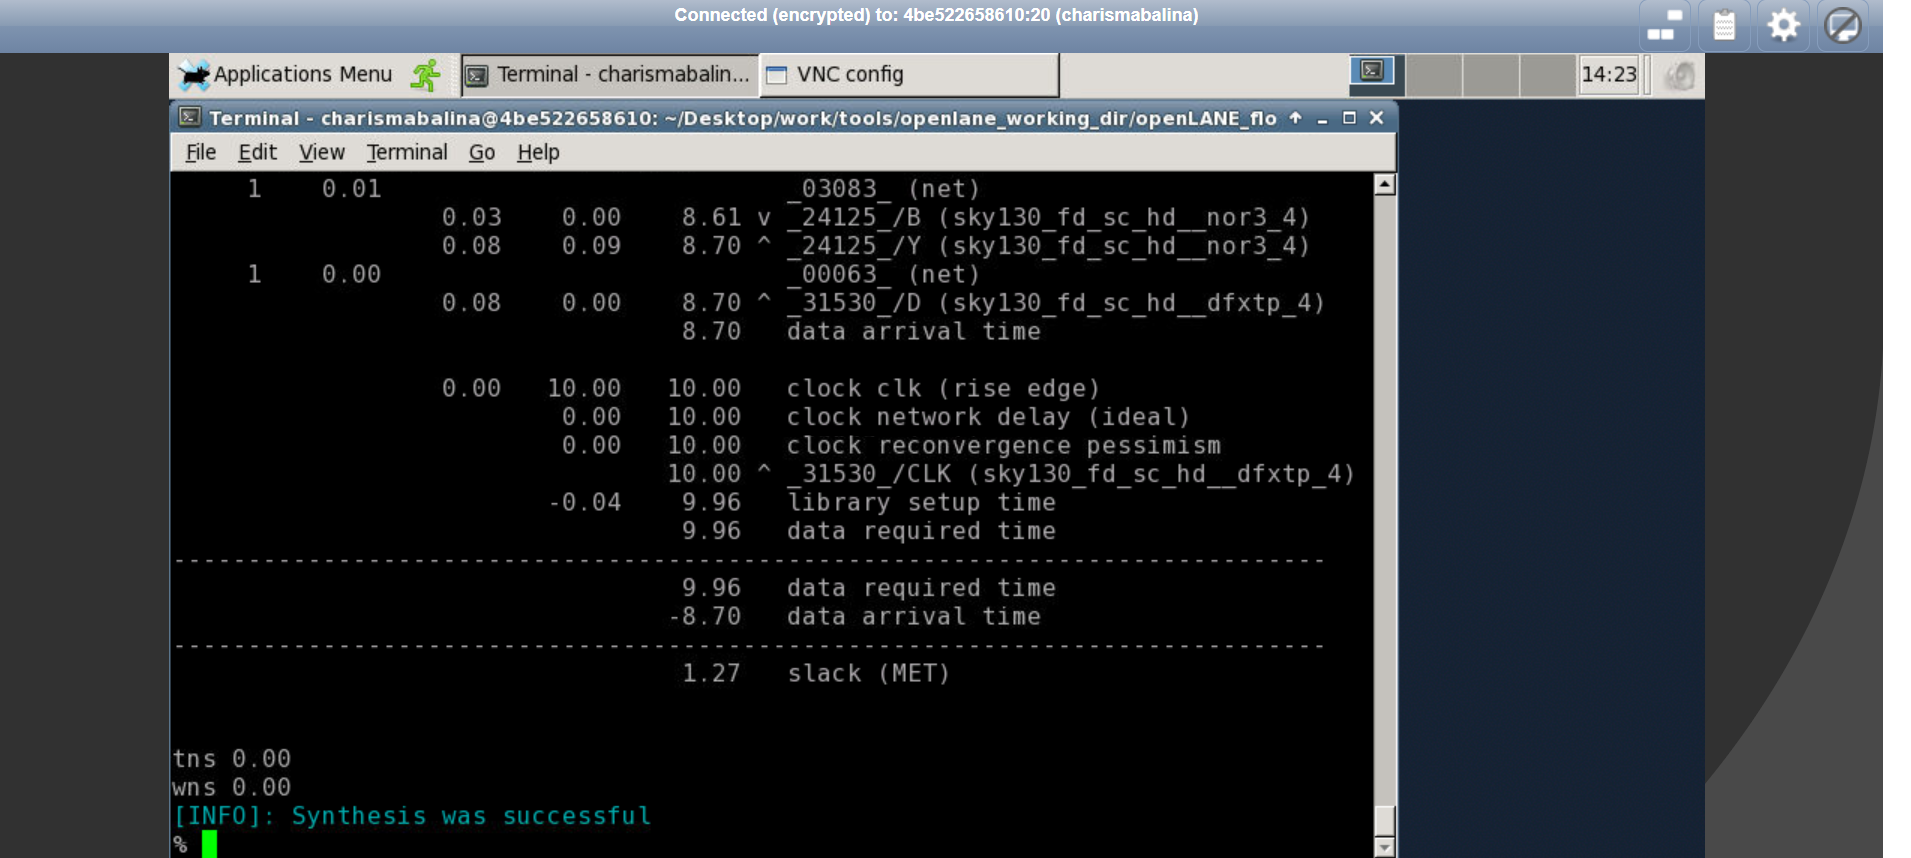 Connected (encrypted) to: 4be522658610:20 (charismabalina)
Applications Menu Terminal - charismabalin... VNC config 14:23
Terminal - charismabalina@4be522658610: ~/Desktop/work/tools/openlane_working_dir/openLANE_flo
File Edit View Terminal Go Help
1 0.01 _03083_ (net)
0.03 0.00 8.61 v _24125_/B (sky130_fd_sc_hd__nor3_4)
0.08 0.09 8.70 ^ _24125_/Y (sky130_fd_sc_hd__nor3_4)
1 0.00 _00063_ (net)
0.08 0.00 8.70 ^ _31530_/D (sky130_fd_sc_hd__dfxtp_4)
8.70 data arrival time
0.00 10.00 10.00 clock clk (rise edge)
0.00 10.00 clock network delay (ideal)
0.00 10.00 clock reconvergence pessimism
10.00 ^ _31530_/CLK (sky130_fd_sc_hd__dfxtp_4)
-0.04 9.96 library setup time
9.96 data required time
-----------------------------------------------------------------------------
9.96 data required time
-8.70 data arrival time
-----------------------------------------------------------------------------
1.27 slack (MET)
tns 0.00
wns 0.00
[INFO]: Synthesis was successful
%